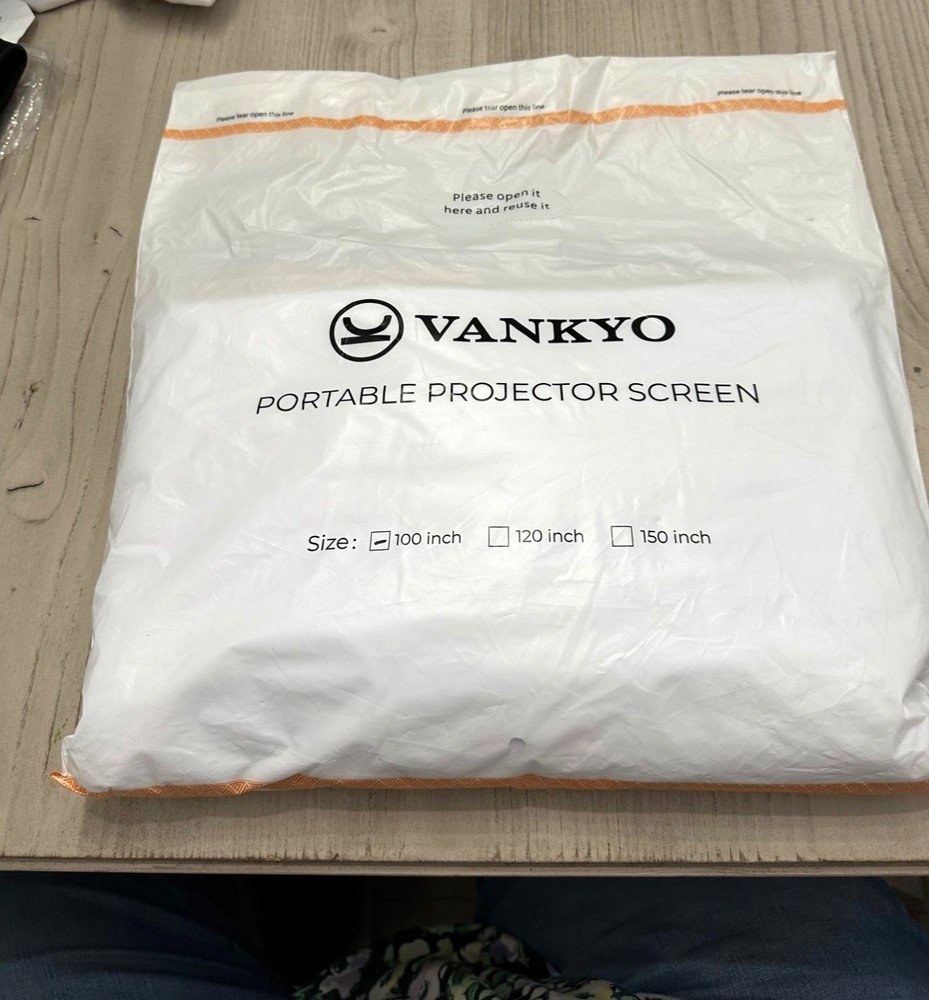 Please tear open this line
Please tear open this line
Please tear open this line
Please open it
here and reuse it
VANKYO
PORTABLE PROJECTOR SCREEN
Size: 100 inch 120 inch 150 inch